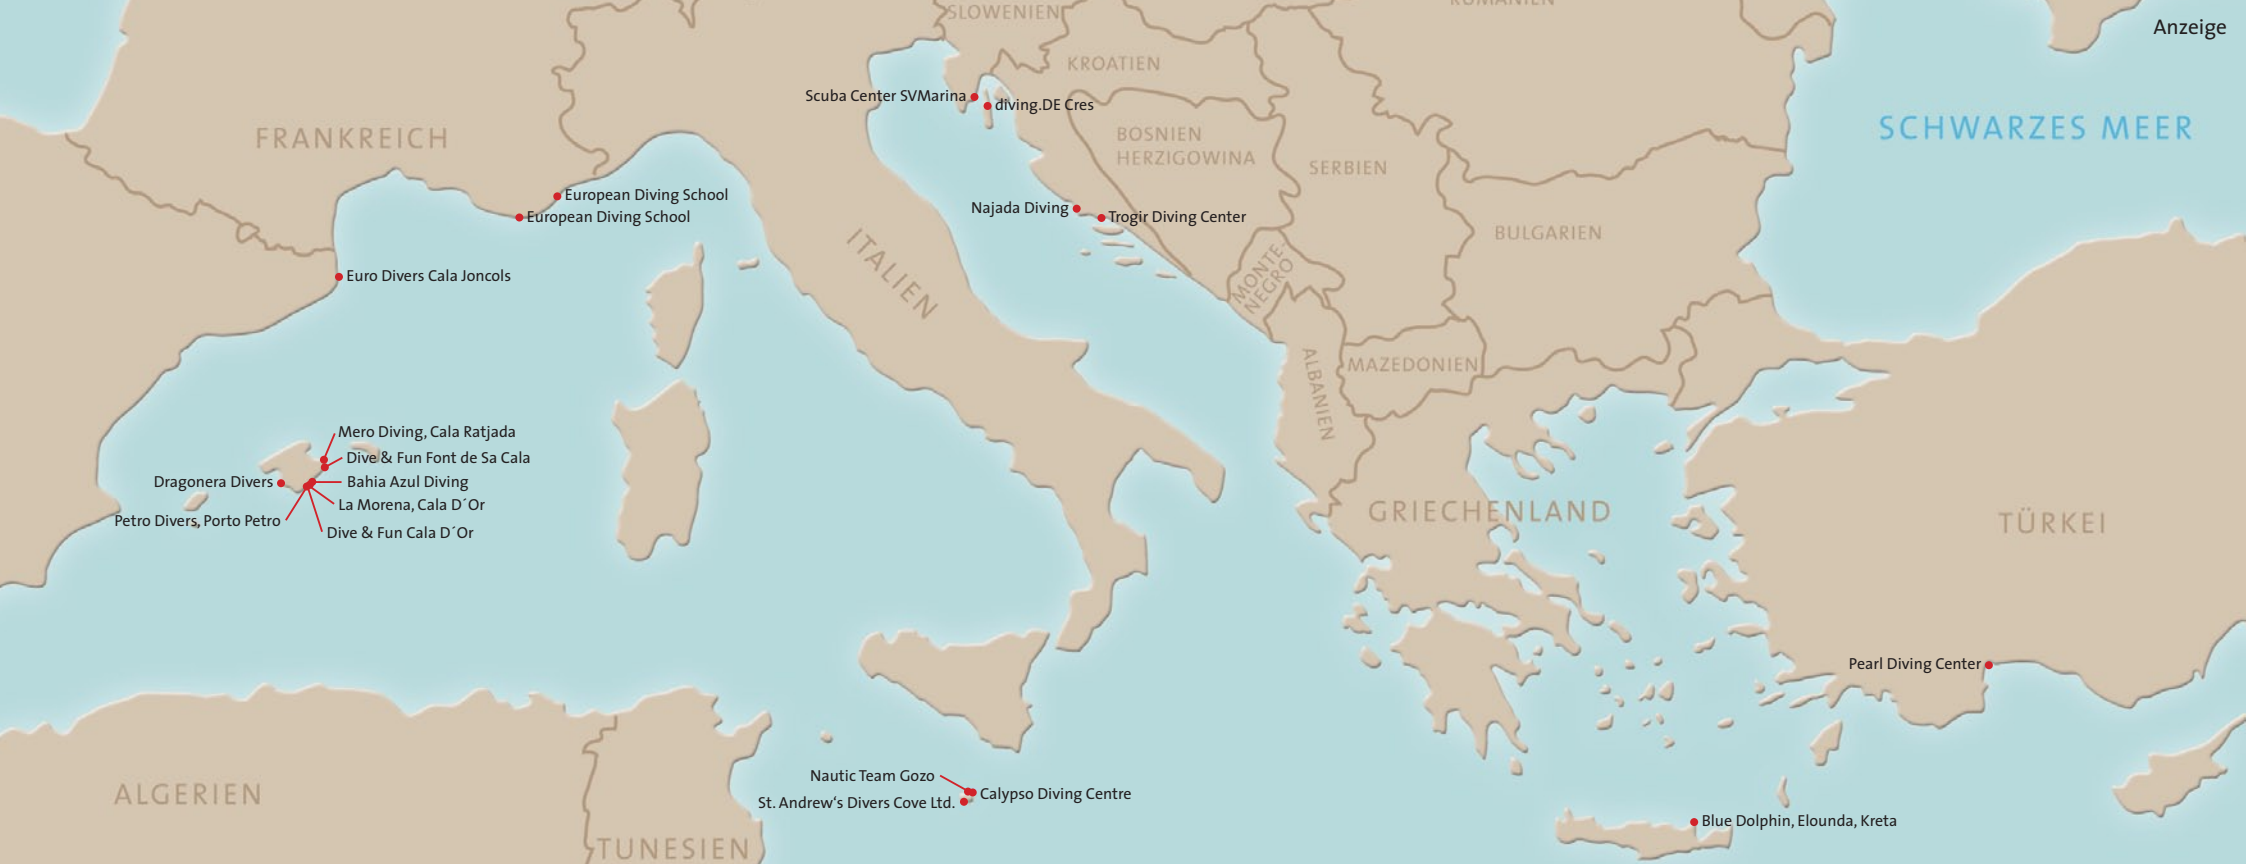 SLOWENIEN
RUMÄNIEN
Anzeige
KROATIEN
Scuba Center SVMarina
diving.DE Cres
FRANKREICH
BOSNIEN
HERZIGOWINA
SCHWARZES MEER
SERBIEN
European Diving School
European Diving School
Najada Diving
Trogir Diving Center
BULGARIEN
ITALIEN
MONTE-
NEGRO
Euro Divers Cala Joncols
ALBANIEN
MAZEDONIEN
Mero Diving, Cala Ratjada
Dive & Fun Font de Sa Cala
Dragonera Divers
Bahia Azul Diving
La Morena, Cala D´Or
Petro Divers, Porto Petro
Dive & Fun Cala D´Or
GRIECHENLAND
TÜRKEI
Pearl Diving Center
Nautic Team Gozo
Calypso Diving Centre
St. Andrew‘s Divers Cove Ltd.
ALGERIEN
Blue Dolphin, Elounda, Kreta
TUNESIEN